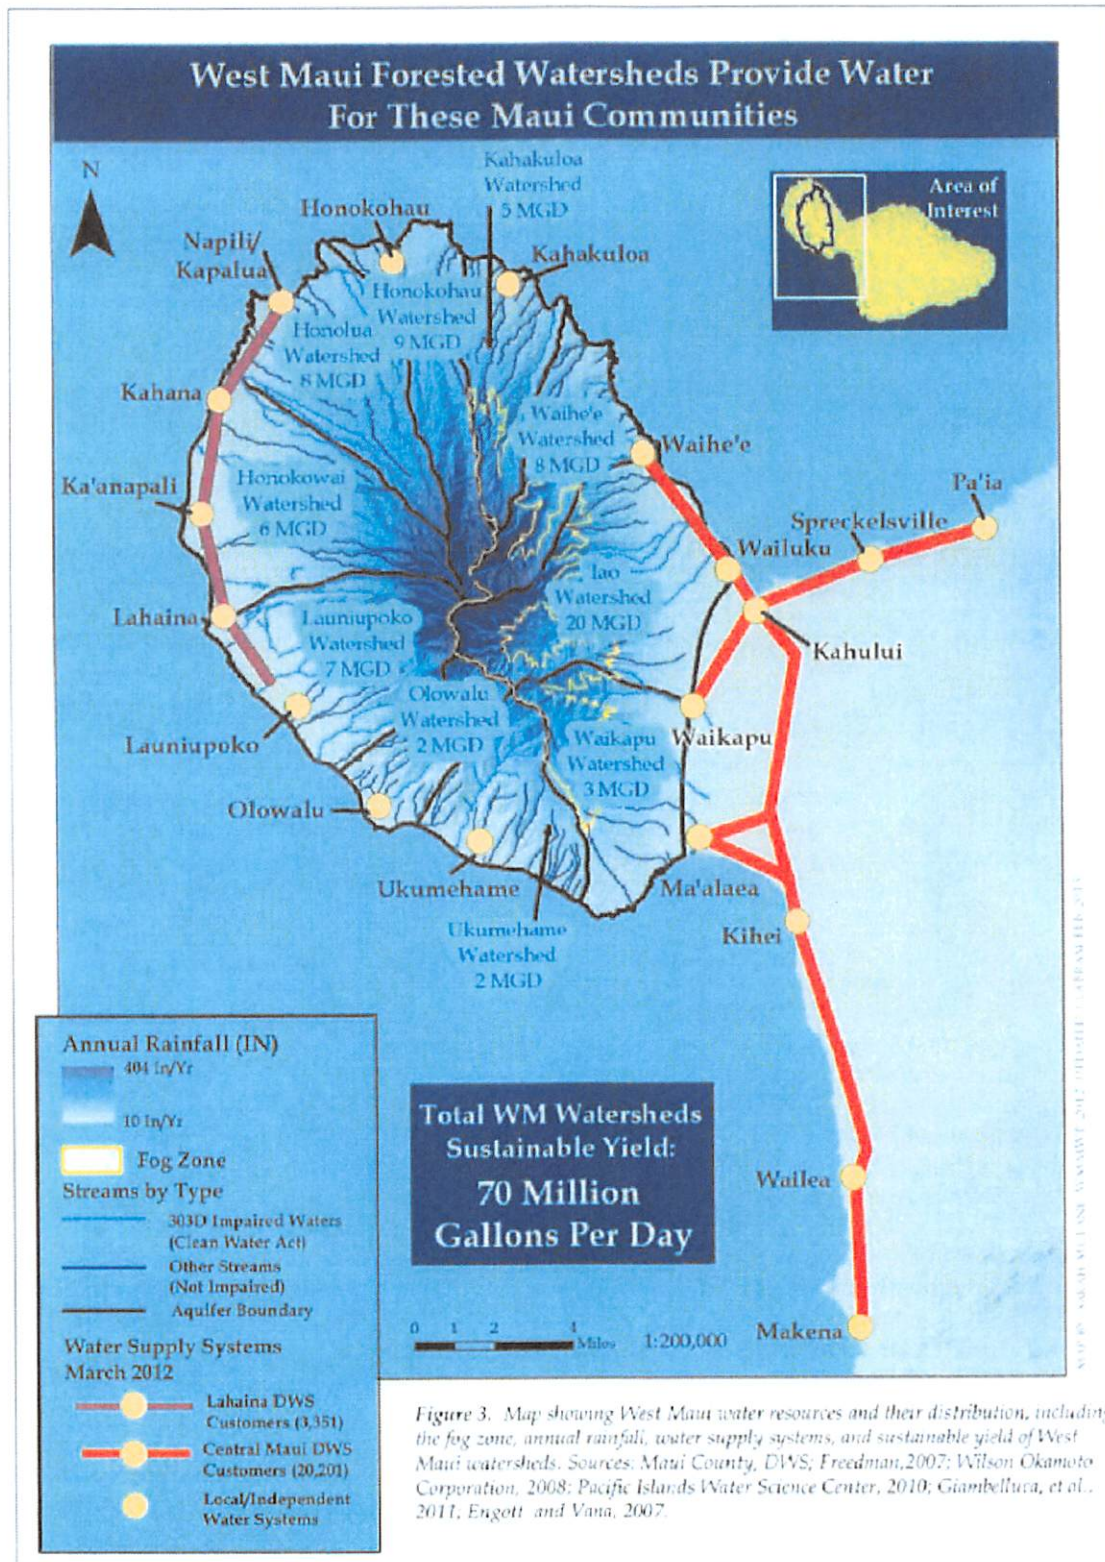 West Maui Forested Watersheds Provide Water
For These Maui Communities
N
Kahakuloa
Watershed
5 MGD
Area of
Interest
Honokohau
Napili/
Kapalua
Kahakuloa
Honokohau
Watershed
9 MGD
Honolua
Watershed
8 MGD
Kahana
Waihe'e
Watershed
8 MGD
Waihe'e
Ka'anapali
Honokowai
Watershed
6 MGD
Pa'ia
Spreckelsville
Wailuku
Iao
Watershed
20 MGD
Lahaina
Launiupoko
Watershed
7 MGD
Kahului
Olowalu
Watershed
2 MGD
Launiupoko
Waikapu
Watershed
3 MGD
Waikapu
Olowalu
Ukumehame
Ma'alaea
Ukumehame
Watershed
2 MGD
Kihei
Annual Rainfall (IN)
404 In/Yr
10 In/Yr
Fog Zone
Streams by Type
303D Impaired Waters
(Clean Water Act)
Other Streams
(Not Impaired)
Aquifer Boundary
Water Supply Systems
March 2012
Lahaina DWS
Customers (3,351)
Central Maui DWS
Customers (20,201)
Local/Independent
Water Systems
Total WM Watersheds
Sustainable Yield:
70 Million
Gallons Per Day
Wailea
0 1 2 4
Miles
1:200,000
Makena
Figure 3. Map showing West Maui water resources and their distribution, including
the fog zone, annual rainfall, water supply systems, and sustainable yield of West
Maui watersheds. Sources: Maui County, DWS; Freedman,2007; Wilson Okamoto
Corporation, 2008; Pacific Islands Water Science Center, 2010; Giambelluca, et al.,
2011; Engott and Vana, 2007.